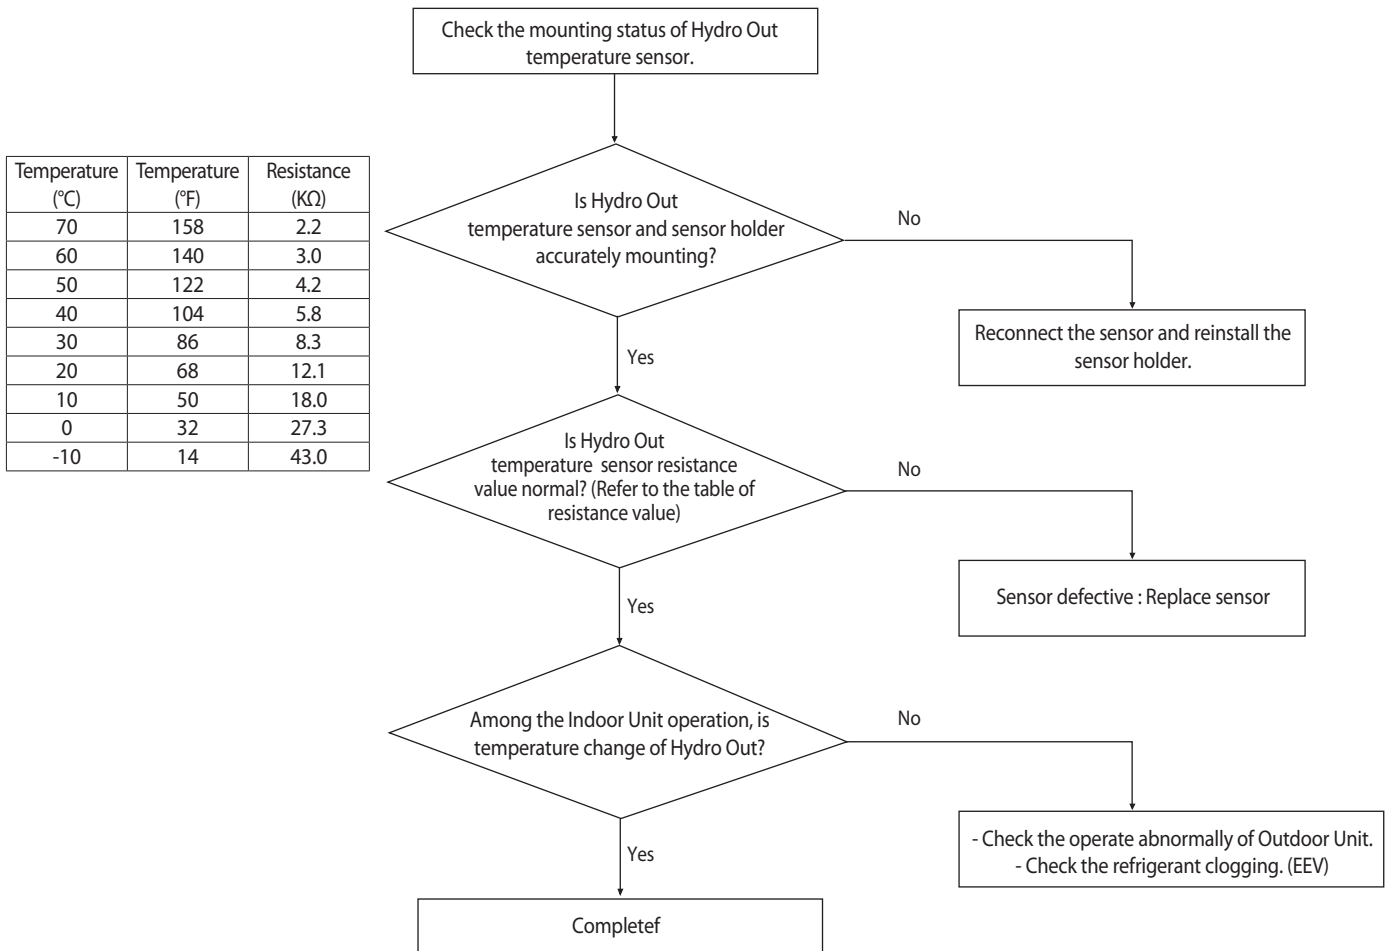 Check the mounting status of Hydro Out
temperature sensor.
Temperature Temperature Resistance
(°C) (°F) (KΩ)
70 158 2.2
60 140 3.0
50 122 4.2
40 104 5.8
30 86 8.3
20 68 12.1
10 50 18.0
0 32 27.3
-10 14 43.0
Is Hydro Out
temperature sensor and sensor holder
accurately mounting?
No
Reconnect the sensor and reinstall the
sensor holder.
Yes
Is Hydro Out
temperature sensor resistance
value normal? (Refer to the table of
resistance value)
No
Sensor defective : Replace sensor
Yes
Among the Indoor Unit operation, is
temperature change of Hydro Out?
No
- Check the operate abnormally of Outdoor Unit.
- Check the refrigerant clogging. (EEV)
Yes
Completef